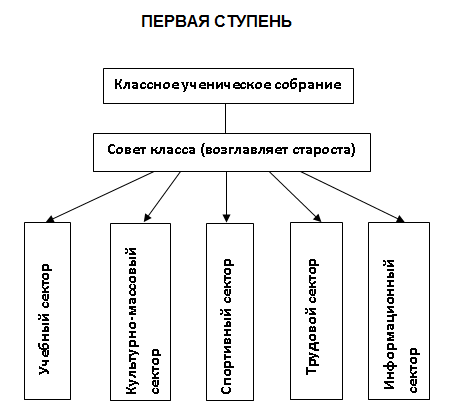 ПЕРВАЯ СТУПЕНЬ
Классное ученическое собрание
Совет класса (возглавляет староста)
Учебный сектор
Культурно-массовый
сектор
Спортивный сектор
Трудовой сектор
Информационный
сектор